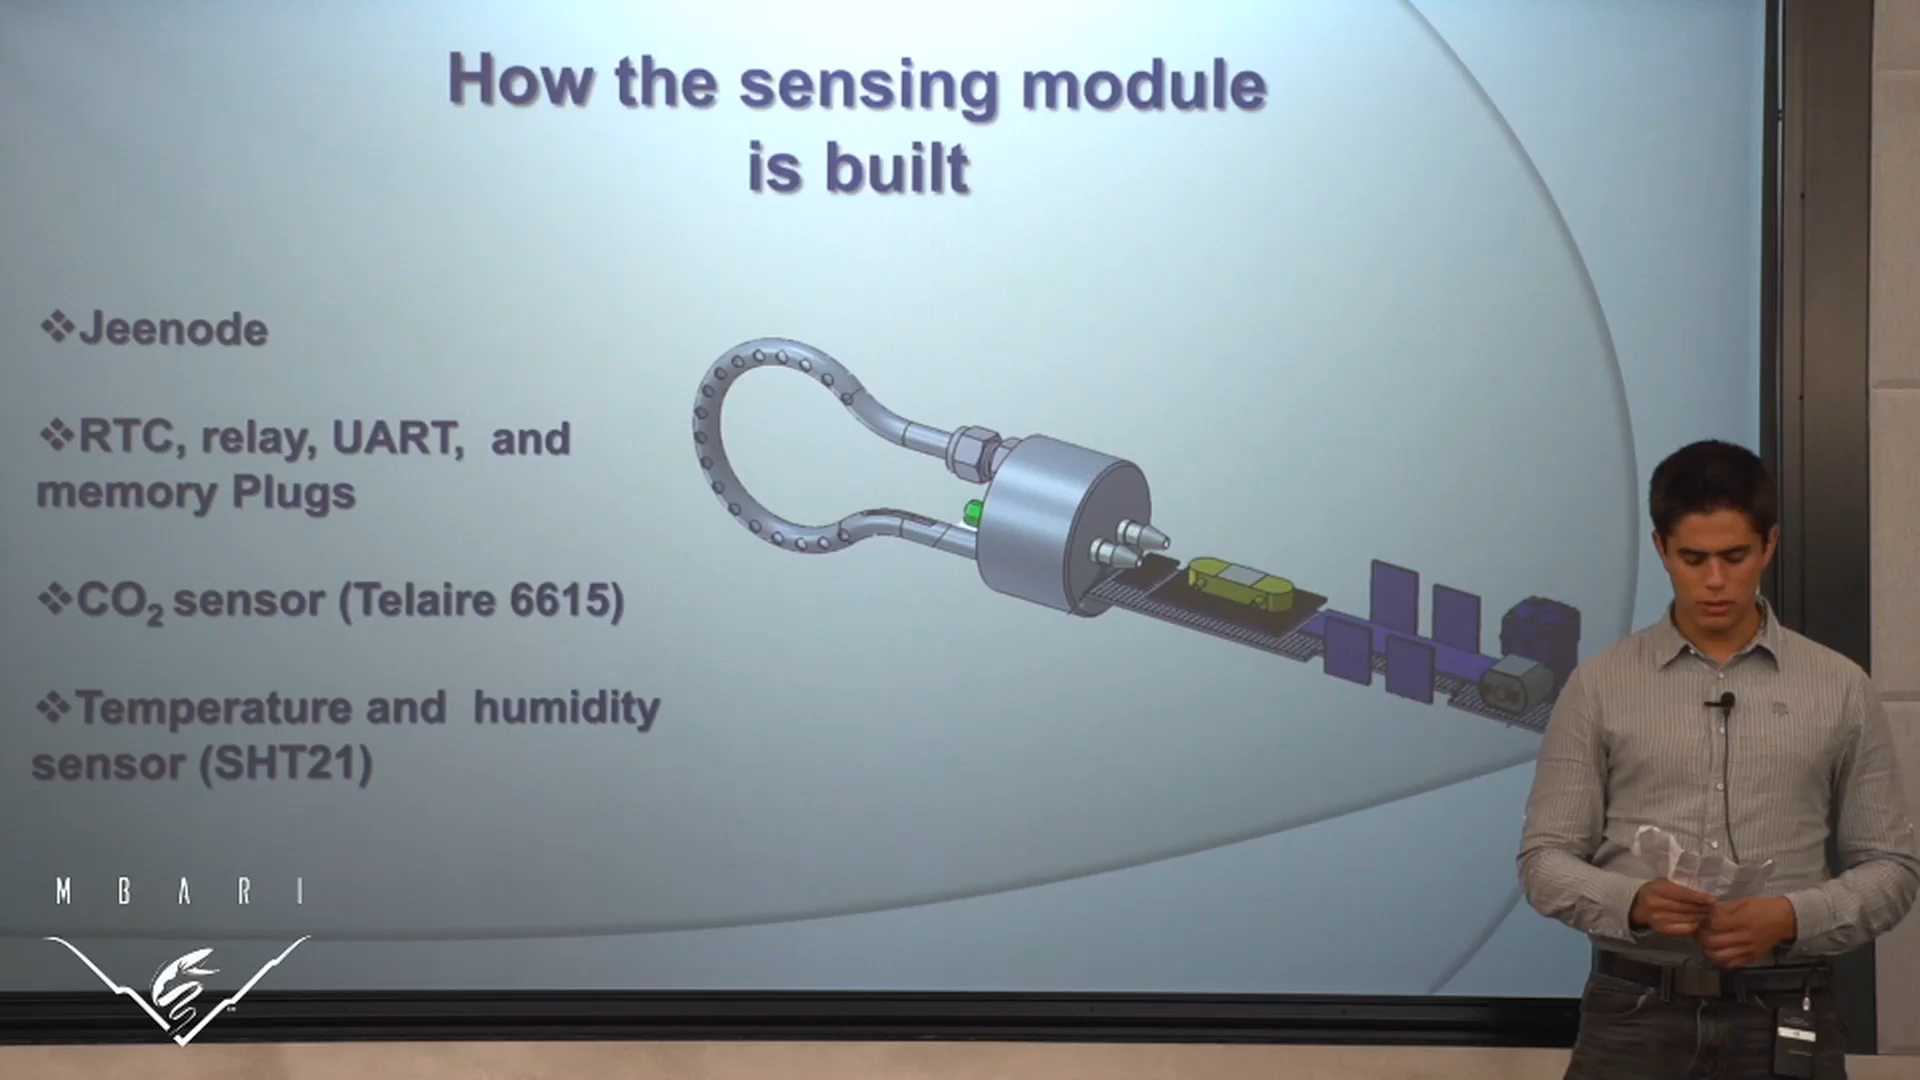 How the sensing module
is built
❖Jeenode
❖RTC, relay, UART, and
memory Plugs
❖CO₂ sensor (Telaire 6615)
❖Temperature and humidity
sensor (SHT21)
MBARI